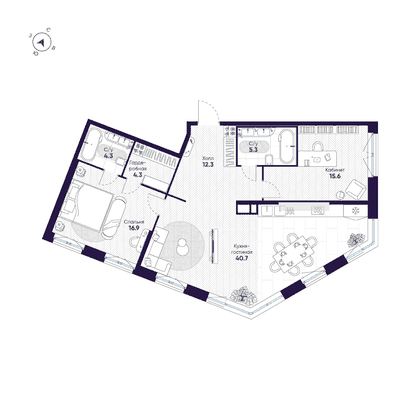 С
З
В
Ю
С/у
4.3
Гарде-
робная
4.3
Холл
12.3
С/у
5.3
Кабинет
15.6
Спальня
16.9
Кухня-
гостиная
40.7